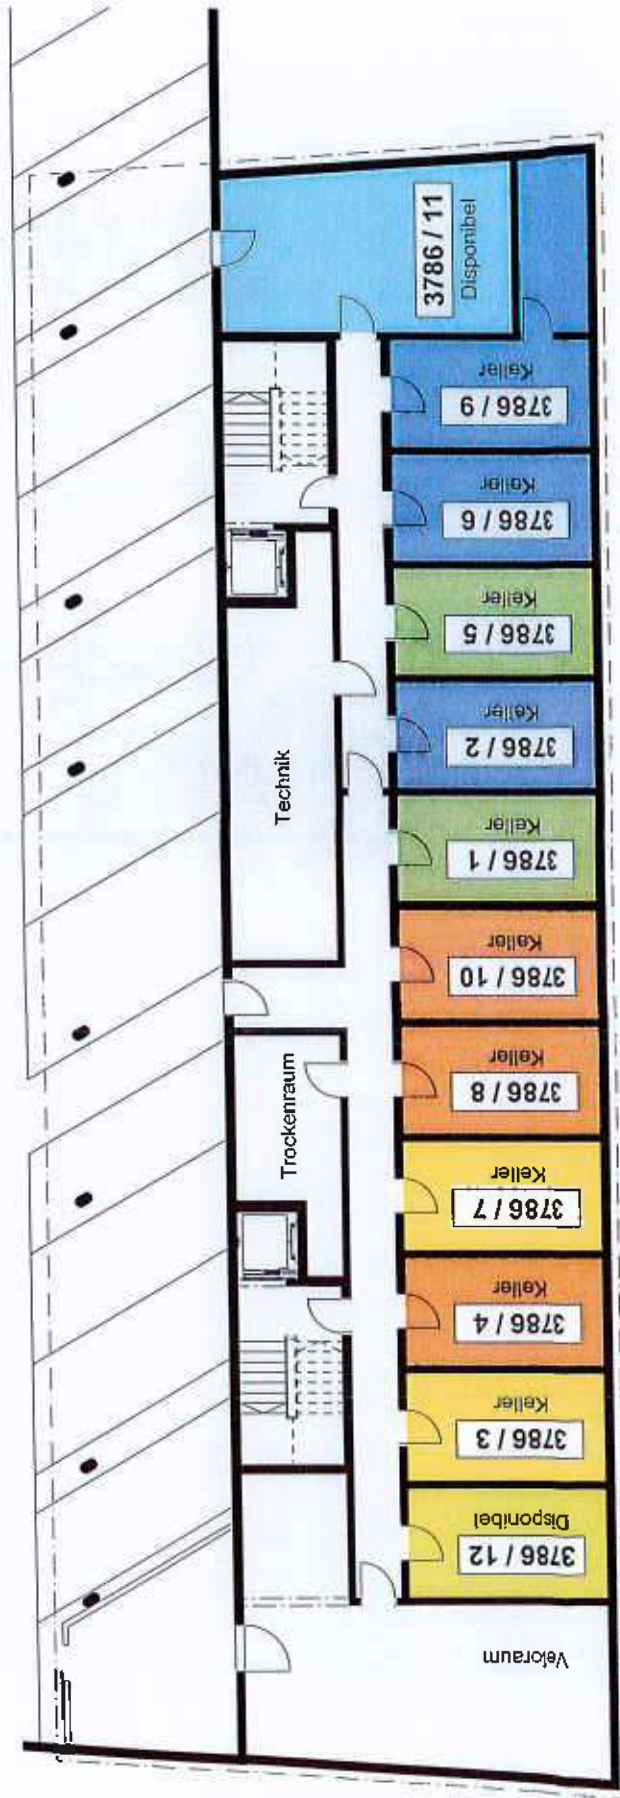 3786 / 11
Disponibel
Keller
3786 / 9
Keller
3786 / 6
Keller
3786 / 5
Keller
3786 / 2
Technik
Keller
3786 / 1
Keller
3786 / 10
Keller
3786 / 8
Trockenraum
Keller
3786 / 7
Keller
3786 / 4
Keller
3786 / 3
Disponibel
3786 / 12
Veloraum